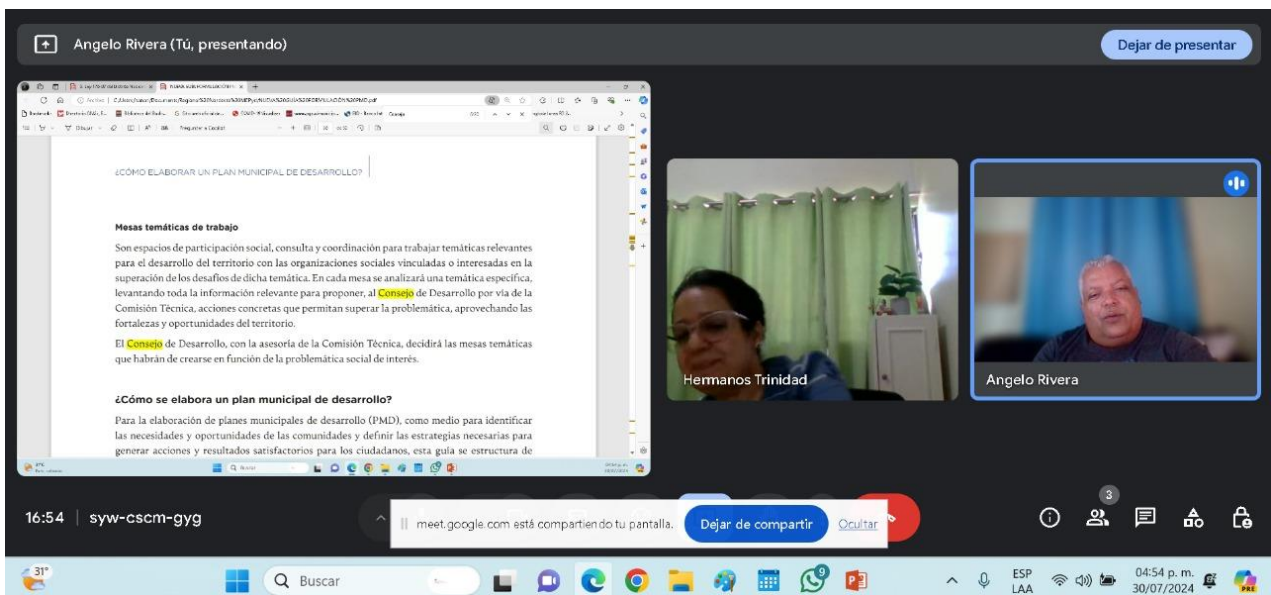 Angelo Rivera (Tú, presentando)
Dejar de presentar
¿CÓMO ELABORAR UN PLAN MUNICIPAL DE DESARROLLO?
Mesas temáticas de trabajo
Son espacios de participación social, consulta y coordinación para trabajar temáticas relevantes
para el desarrollo del territorio con las organizaciones sociales vinculadas o interesadas en la
superación de los desafíos de dicha temática. En cada mesa se analizará una temática específica,
levantando toda la información relevante para proponer, al Consejo de Desarrollo por vía de la
Comisión Técnica, acciones concretas que permitan superar la problemática, aprovechando las
fortalezas y oportunidades del territorio.
El Consejo de Desarrollo, con la asesoría de la Comisión Técnica, decidirá las mesas temáticas
que habrán de crearse en función de la problemática social de interés.
¿Cómo se elabora un plan municipal de desarrollo?
Para la elaboración de planes municipales de desarrollo (PMD), como medio para identificar
las necesidades y oportunidades de las comunidades y definir las estrategias necesarias para
generar acciones y resultados satisfactorios para los ciudadanos, esta guía se estructura de
Hermanos Trinidad
Angelo Rivera
16:54 | syw-cscm-gyg
meet.google.com está compartiendo tu pantalla.
Dejar de compartir
Ocultar
3
31°
Buscar
9
ESP
LAA
04:54 p. m.
30/07/2024
PRE